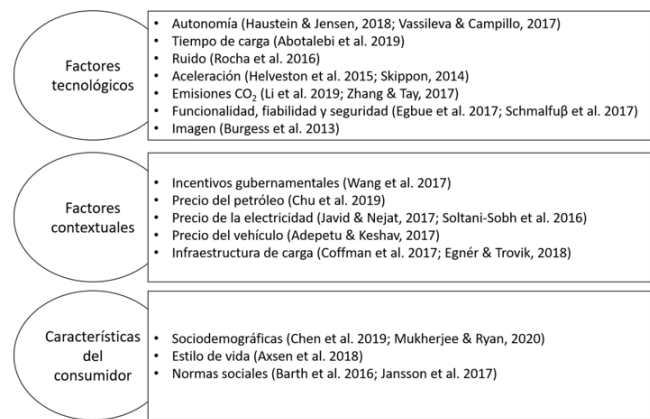 Factores
tecnológicos
• Autonomía (Haustein & Jensen, 2018; Vassileva & Campillo, 2017)
• Tiempo de carga (Abotalebi et al. 2019)
• Ruido (Rocha et al. 2016)
• Aceleración (Helveston et al. 2015; Skippon, 2014)
• Emisiones CO₂ (Li et al. 2019; Zhang & Tay, 2017)
• Funcionalidad, fiabilidad y seguridad (Egbue et al. 2017; Schmalfuβ et al. 2017)
• Imagen (Burgess et al. 2013)
Factores
contextuales
• Incentivos gubernamentales (Wang et al. 2017)
• Precio del petróleo (Chu et al. 2019)
• Precio de la electricidad (Javid & Nejat, 2017; Soltani-Sobh et al. 2016)
• Precio del vehículo (Adepetu & Keshav, 2017)
• Infraestructura de carga (Coffman et al. 2017; Egnér & Trovik, 2018)
Características
del
consumidor
• Sociodemográficas (Chen et al. 2019; Mukherjee & Ryan, 2020)
• Estilo de vida (Axsen et al. 2018)
• Normas sociales (Barth et al. 2016; Jansson et al. 2017)